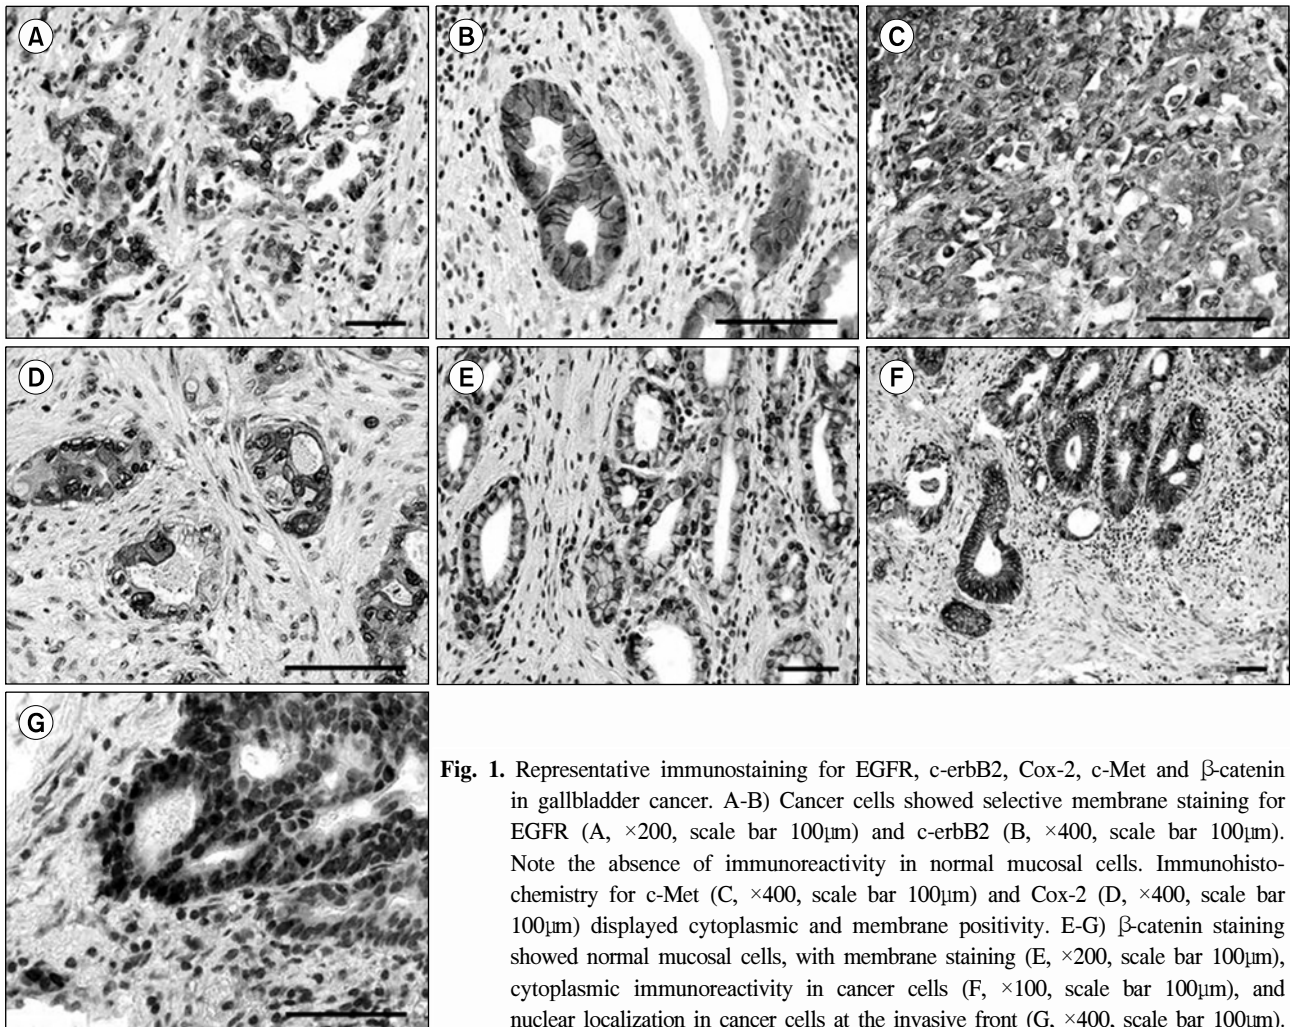 A
B
C
D
E
F
G
Fig. 1. Representative immunostaining for EGFR, c-erbB2, Cox-2, c-Met and β-catenin
in gallbladder cancer. A-B) Cancer cells showed selective membrane staining for
EGFR (A, ×200, scale bar 100μm) and c-erbB2 (B, ×400, scale bar 100μm).
Note the absence of immunoreactivity in normal mucosal cells. Immunohisto-
chemistry for c-Met (C, ×400, scale bar 100μm) and Cox-2 (D, ×400, scale bar
100μm) displayed cytoplasmic and membrane positivity. E-G) β-catenin staining
showed normal mucosal cells, with membrane staining (E, ×200, scale bar 100μm),
cytoplasmic immunoreactivity in cancer cells (F, ×100, scale bar 100μm), and
nuclear localization in cancer cells at the invasive front (G, ×400, scale bar 100μm).